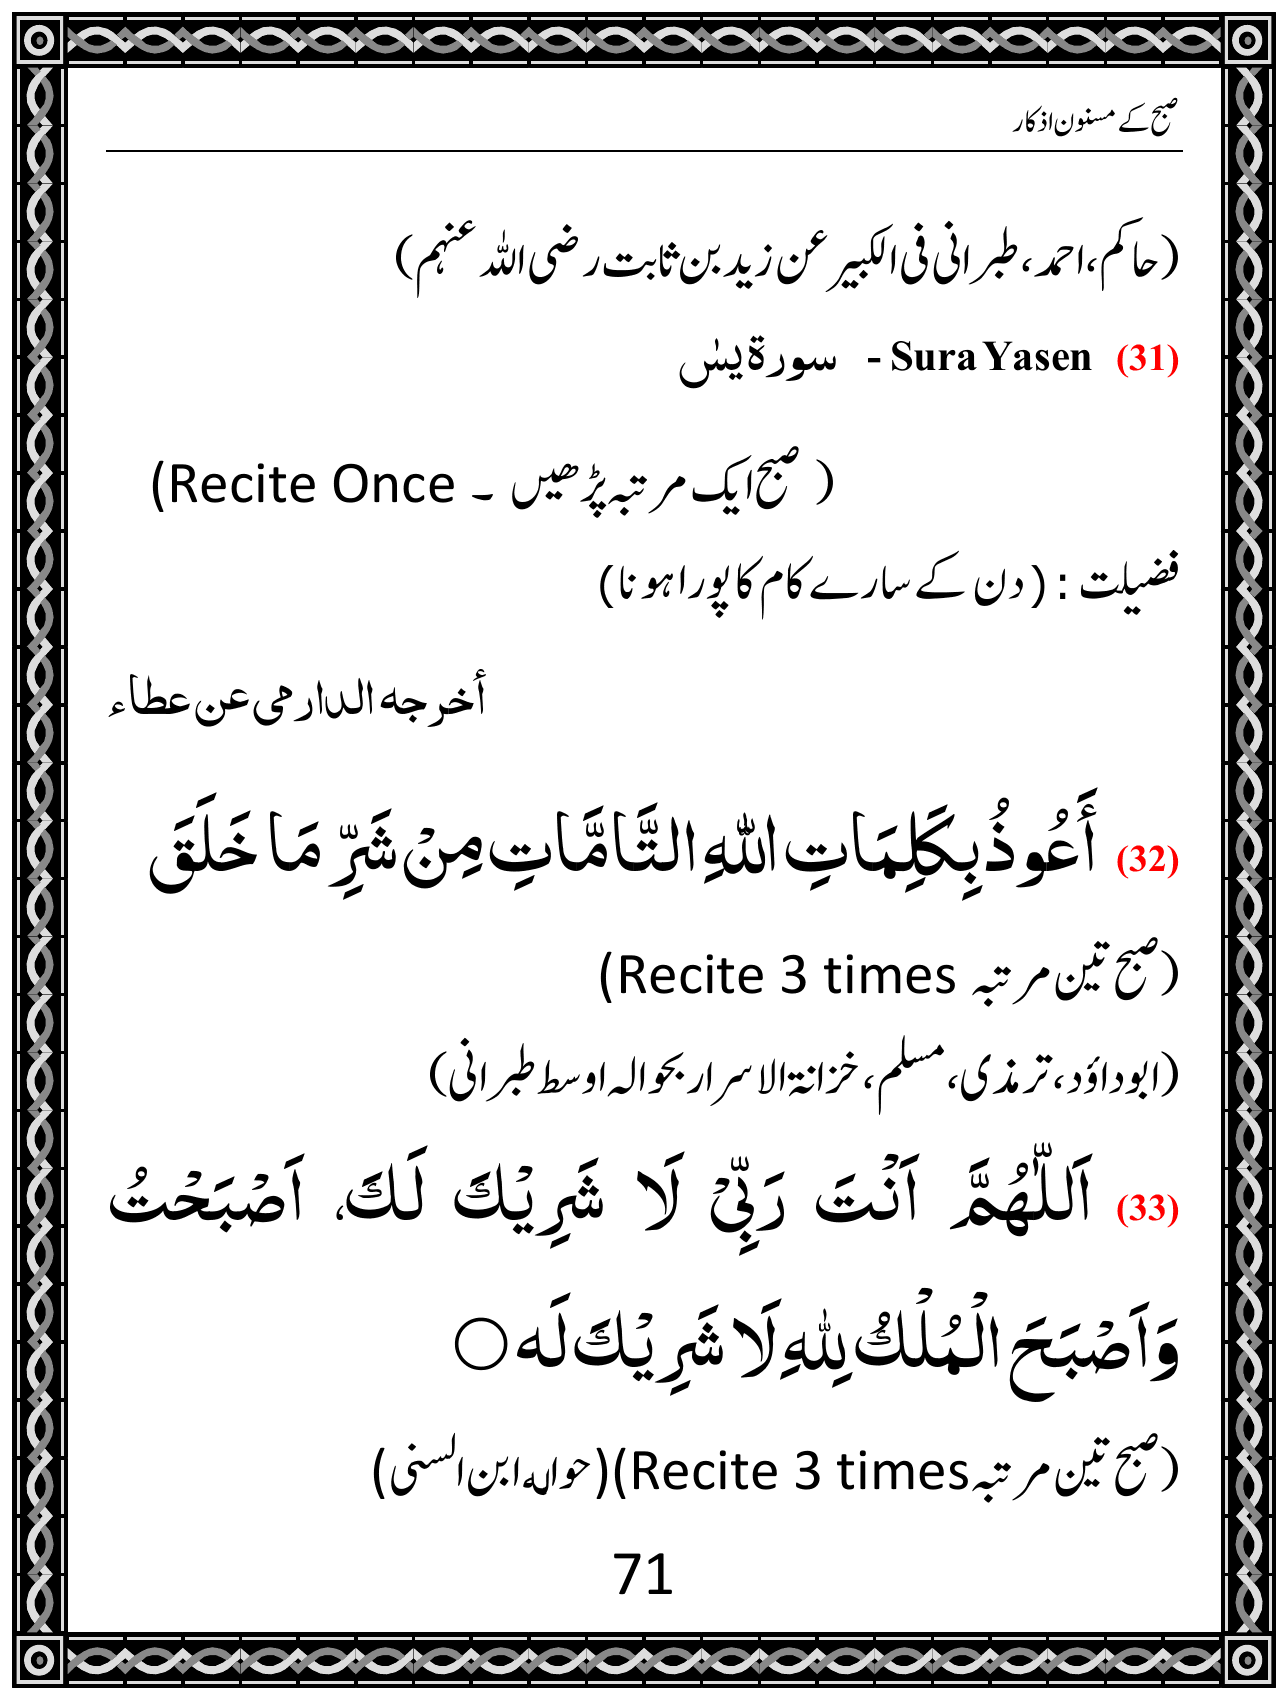 صبح کے مسنون اذکار
(حاکم،احمد،طبرانی فی الکبیر عن زید بن ثابت رضی اللہ عنہم)
(31) Sura Yasen - سورة يسٰ
( صبح ایک مرتبہ پڑھیں ۔ Recite Once)
فضیلت : ( دن کے سارے کام کا پورا ہونا)
أخرجه الدارمی عن عطاء
(32) أَعُوذُ بِكَلِمَاتِ اللّٰهِ التَّامَّاتِ مِنْ شَرِّ مَا خَلَقَ
(صبح تین مرتبہ Recite 3 times)
(ابوداؤد،ترمذی،مسلم،خزانۃ الاسرار بحوالہ اوسط طبرانی)
(33) اَللّٰهُمَّ اَنْتَ رَبِّيْ لَا شَرِيْكَ لَكَ، اَصْبَحْتُ
وَاَصْبَحَ الْمُلْكُ لِلّٰهِ لَا شَرِيْكَ لَه ○
(صبح تین مرتبہ Recite 3 times)(حوالہ ابن السنی)
71